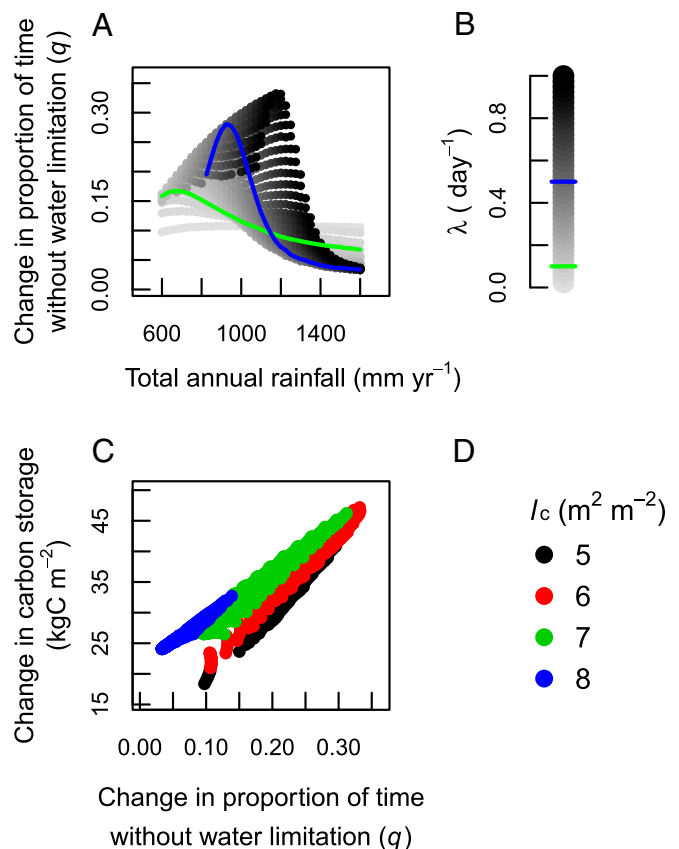 A
Change in proportion of time
without water limitation (q)
0.00
0.15
0.30
600
1000
1400
Total annual rainfall (mm yr⁻¹)
B
λ ( day⁻¹)
0.0
0.4
0.8
C
Change in carbon storage
(kgC m⁻²)
15
25
35
45
0.00
0.10
0.20
0.30
Change in proportion of time
without water limitation (q)
D
Ic (m² m⁻²)
5
6
7
8